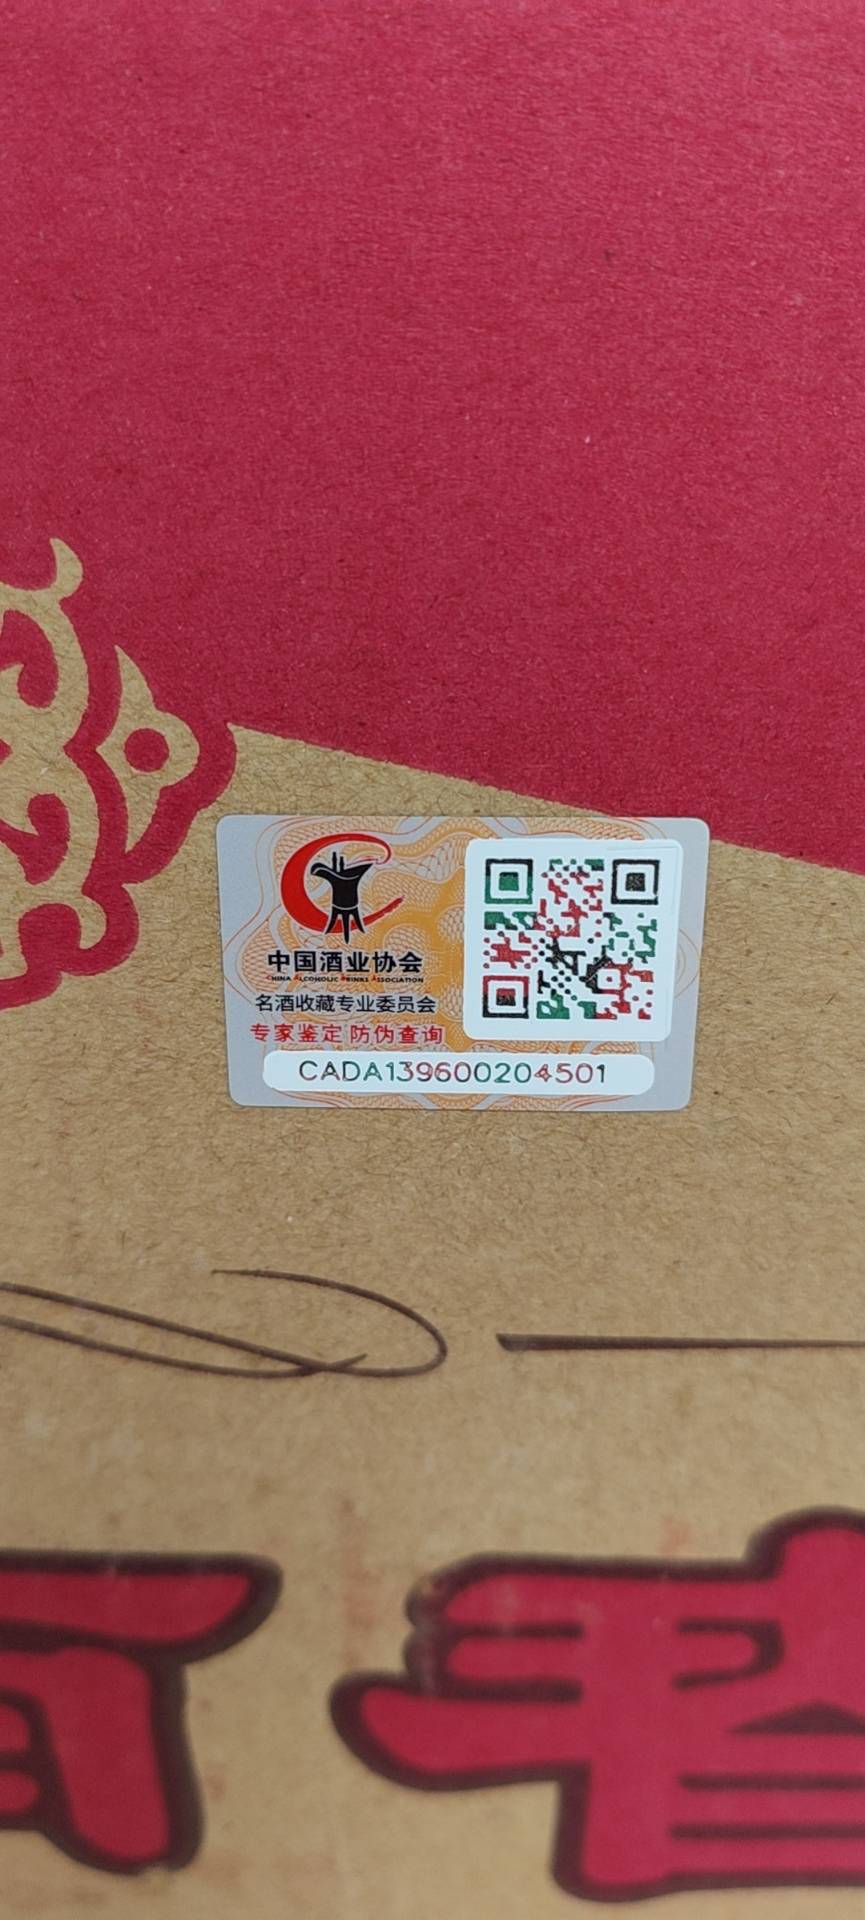 中国酒业协会
CHINA ALCOHOLIC DRINKS ASSOCIATION
名酒收藏专业委员会
专家鉴定 防伪查询
CADA139600204501